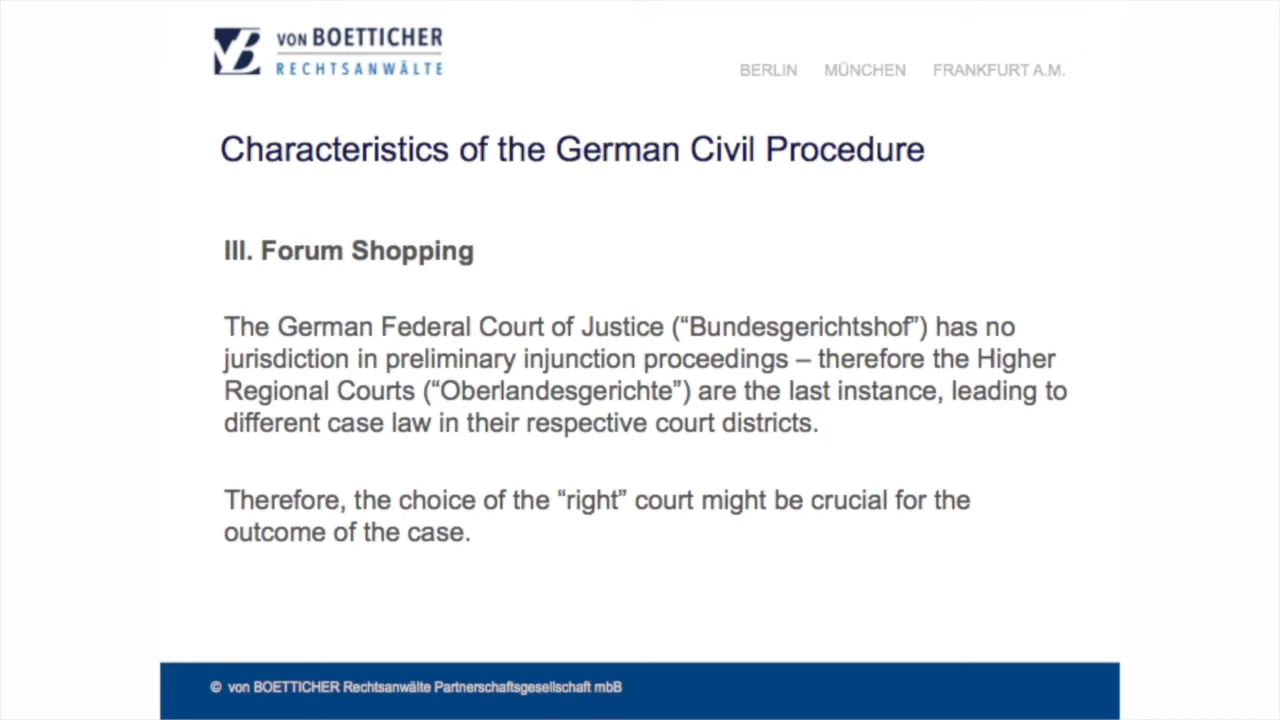 VON BOETTICHER
RECHTSANWÄLTE
BERLIN MÜNCHEN FRANKFURT A.M.
Characteristics of the German Civil Procedure
III. Forum Shopping
The German Federal Court of Justice (“Bundesgerichtshof”) has no
jurisdiction in preliminary injunction proceedings – therefore the Higher
Regional Courts (“Oberlandesgerichte”) are the last instance, leading to
different case law in their respective court districts.
Therefore, the choice of the “right” court might be crucial for the
outcome of the case.
© von BOETTICHER Rechtsanwälte Partnerschaftsgesellschaft mbB